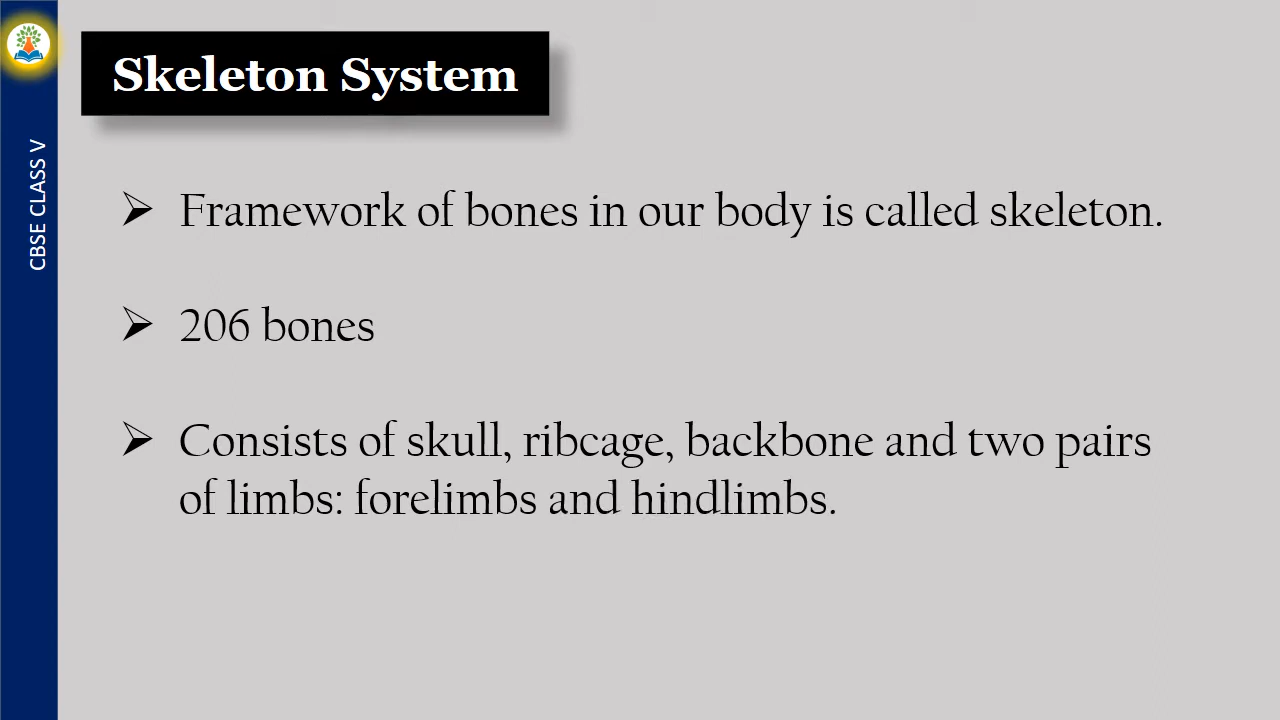 Skeleton System
CBSE CLASS V
➢ Framework of bones in our body is called skeleton.
➢ 206 bones
➢ Consists of skull, ribcage, backbone and two pairs
of limbs: forelimbs and hindlimbs.